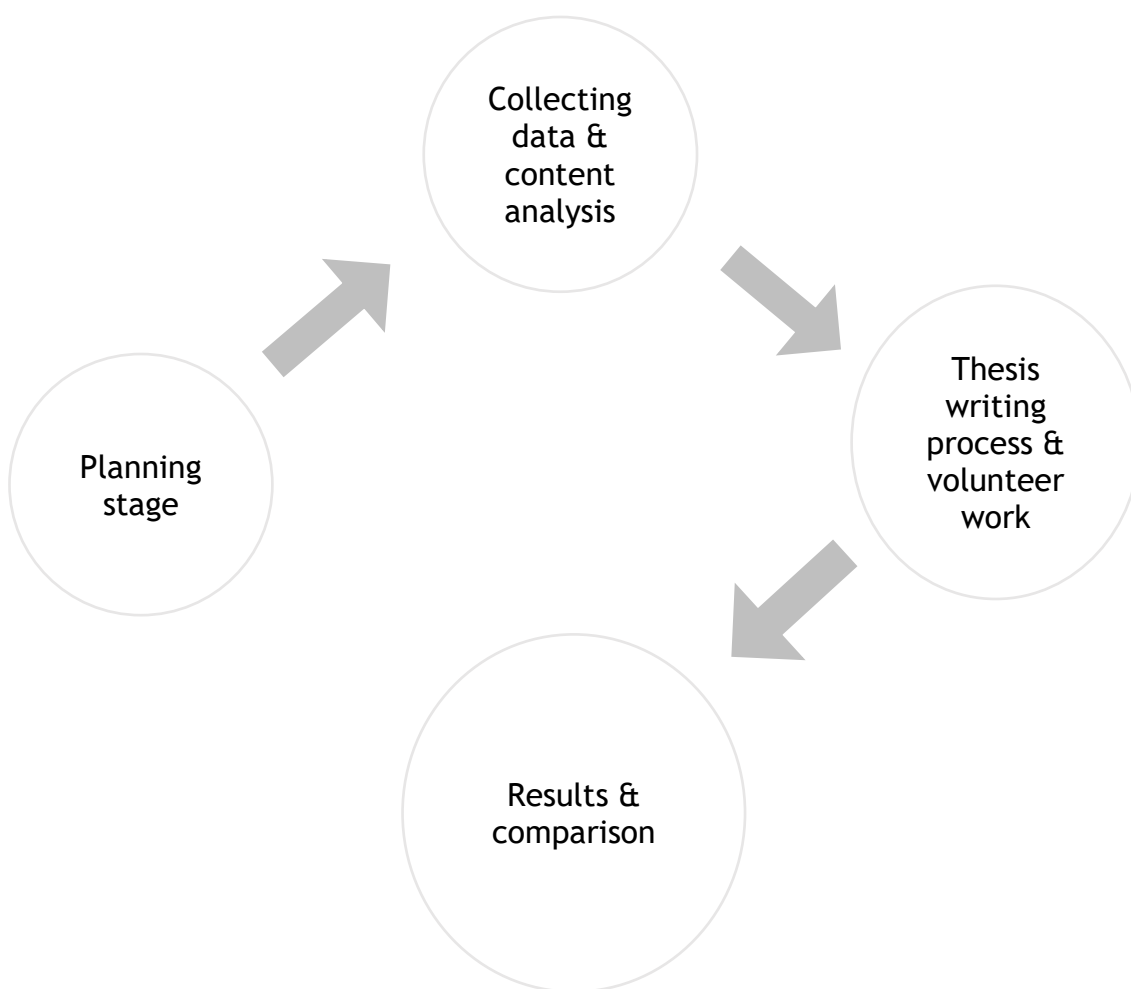 Collecting
data &
content
analysis
Thesis
writing
process &
volunteer
work
Planning
stage
Results &
comparison